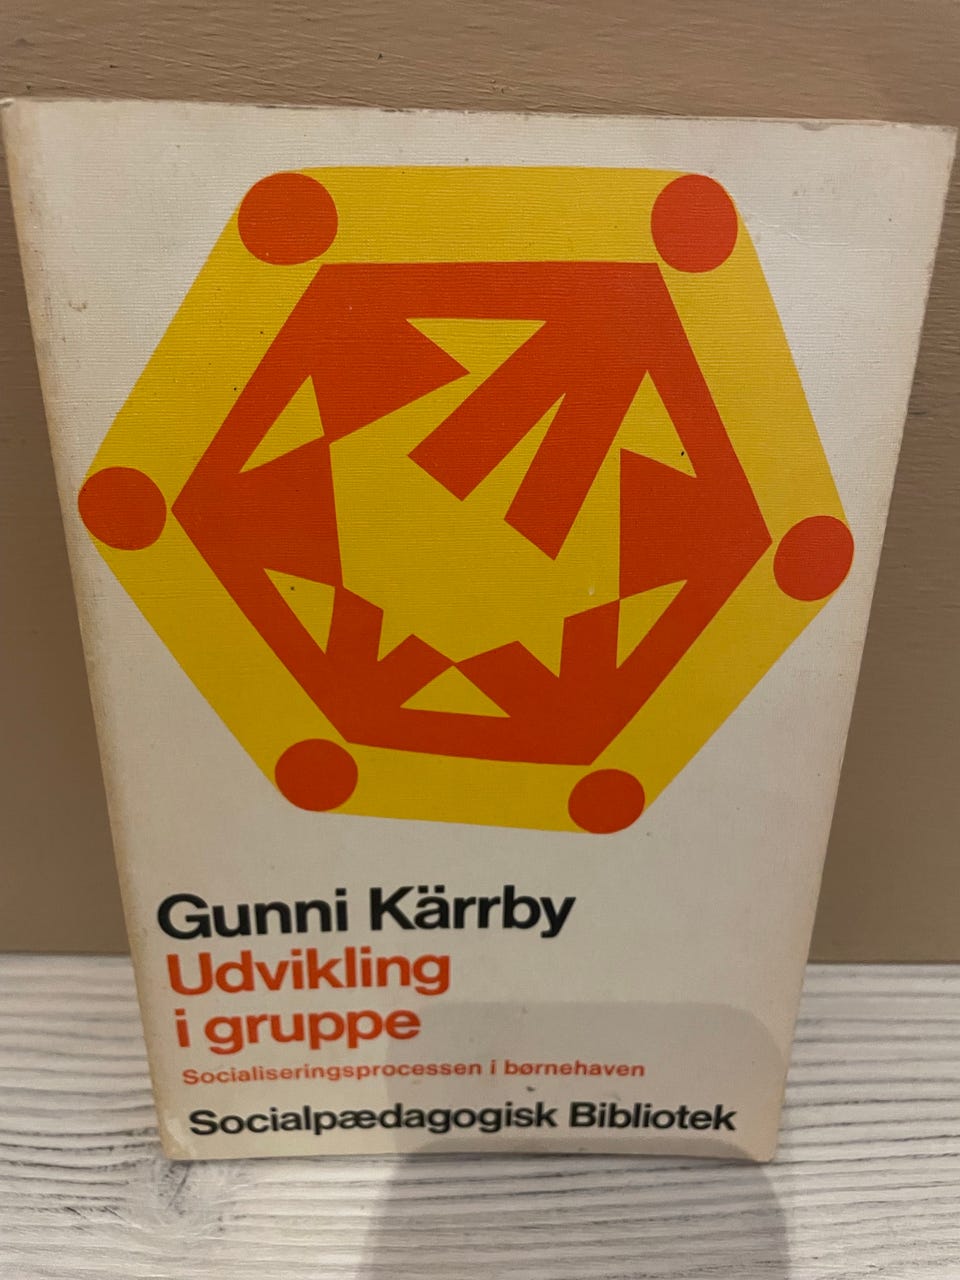 Gunni Kärrby
Udvikling
i gruppe
Socialiseringsprocessen i børnehaven
Socialpædagogisk Bibliotek